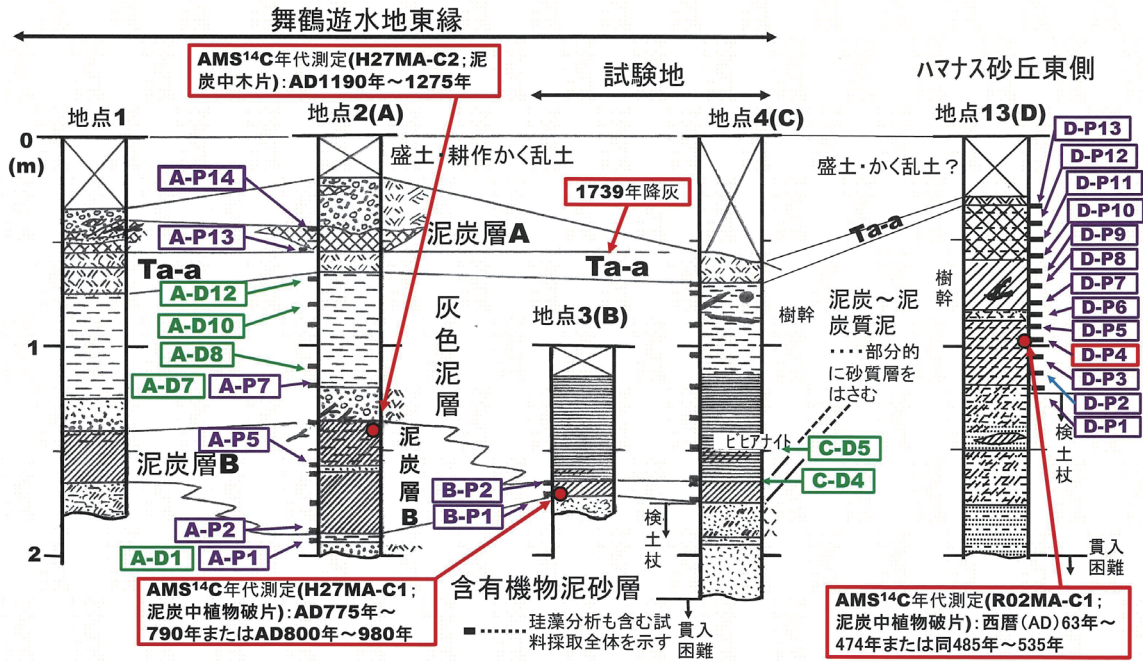 舞鶴遊水地東縁
AMS¹⁴C年代測定(H27MA-C2;泥
炭中木片):AD1190年～1275年
試験地
ハマナス砂丘東側
地点1
地点2(A)
地点4(C)
地点13(D)
0
(m)
盛土・耕作かく乱土
盛土・かく乱土?
D-P13
D-P12
D-P11
D-P10
D-P9
D-P8
D-P7
D-P6
D-P5
D-P4
D-P3
D-P2
D-P1
A-P14
1739年降灰
A-P13
泥炭層A
Ta-a
Ta-a
Ta-a
A-D12
A-D10
A-D8
A-D7
A-P7
灰色泥層
地点3(B)
樹幹
樹幹
泥炭～泥
炭質泥
‥‥部分的
に砂質層を
はさむ
1
A-P5
泥炭層B
泥炭層B
ビビアナイト
C-D5
C-D4
B-P2
B-P1
検土杖
検土杖
A-P2
A-D1
A-P1
2
貫入
困難
AMS¹⁴C年代測定(H27MA-C1;
泥炭中植物破片):AD775年～
790年またはAD800年～980年
含有機物泥砂層
珪藻分析も含む試
料採取全体を示す
貫入
困難
AMS¹⁴C年代測定(R02MA-C1;
泥炭中植物破片):西暦(AD)63年～
474年または同485年～535年